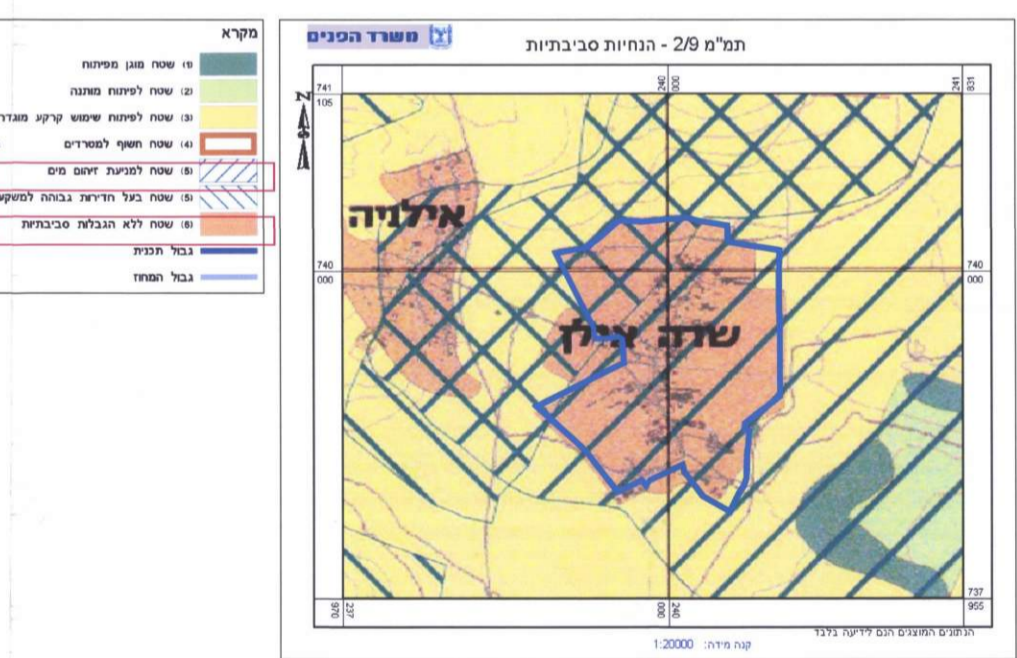 משרד הפנים
תמ"מ 2/9 - הנחיות סביבתיות
מקרא
(1) שטח מוגן מפיתוח
(2) שטח לפיתוח מותנה
(3) שטח לפיתוח שימוש קרקע מוגדר
(4) שטח חשוף למטרדים
(5) שטח למניעת זיהום מים
(5) שטח בעל חדירות גבוהה למשקע
(6) שטח ללא הגבלות סביבתיות
גבול תכנית
גבול המחוז
741
105
240
000
241
831
N
S
אילניה
740
000
740
000
שדה אילן
237
970
240
000
737
955
הנתונים המוצגים הנם לידיעה בלבד
קנה מידה: 1:20000